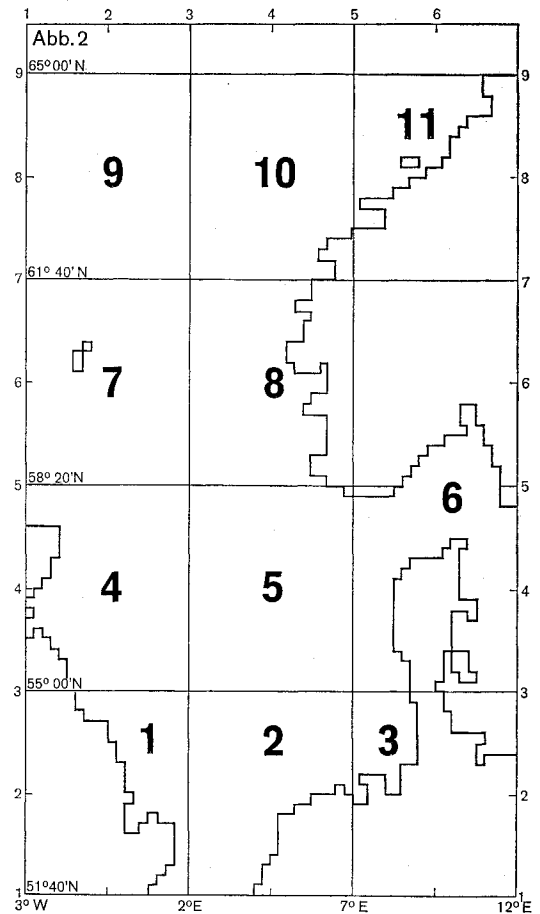 1 2 3 4 5 6
Abb.2
9 65° 00' N 9
11
9 10
8 8
7 61° 40' N 7
6 7 8 6
5 58° 20' N 5
6
4 4 5 4
3 55° 00' N 3
1 2 3
2 2
1 51°40'N 1
3° W 2°E 7°E 12°E